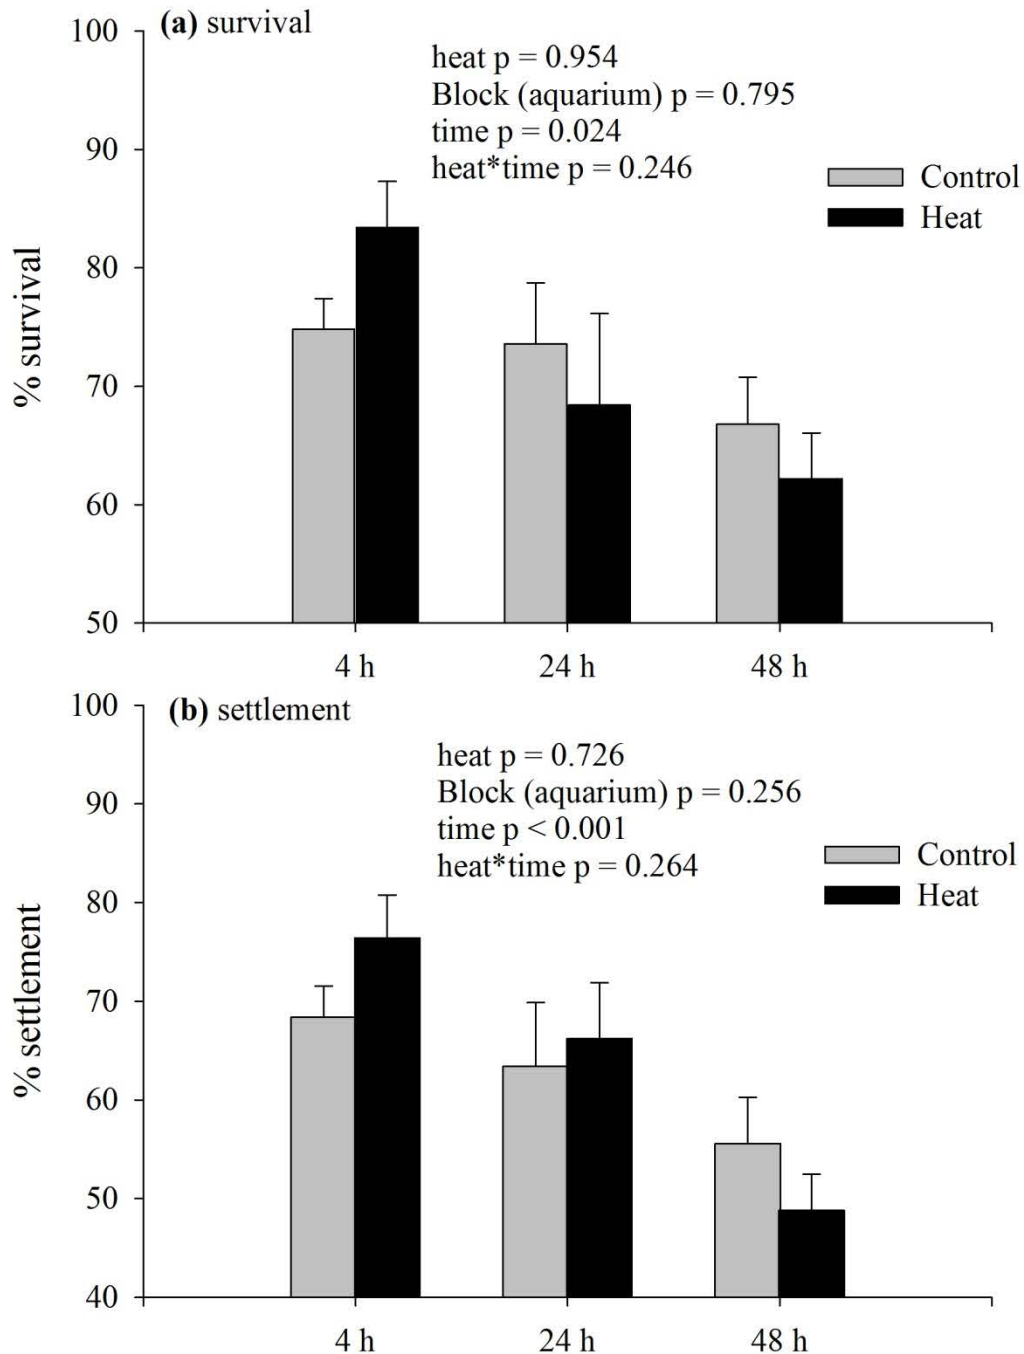 (a) survival
heat p = 0.954
Block (aquarium) p = 0.795
time p = 0.024
heat*time p = 0.246
Control
Heat
% survival
100
90
80
70
60
50
4 h
24 h
48 h
(b) settlement
heat p = 0.726
Block (aquarium) p = 0.256
time p < 0.001
heat*time p = 0.264
Control
Heat
% settlement
100
90
80
70
60
50
40
4 h
24 h
48 h